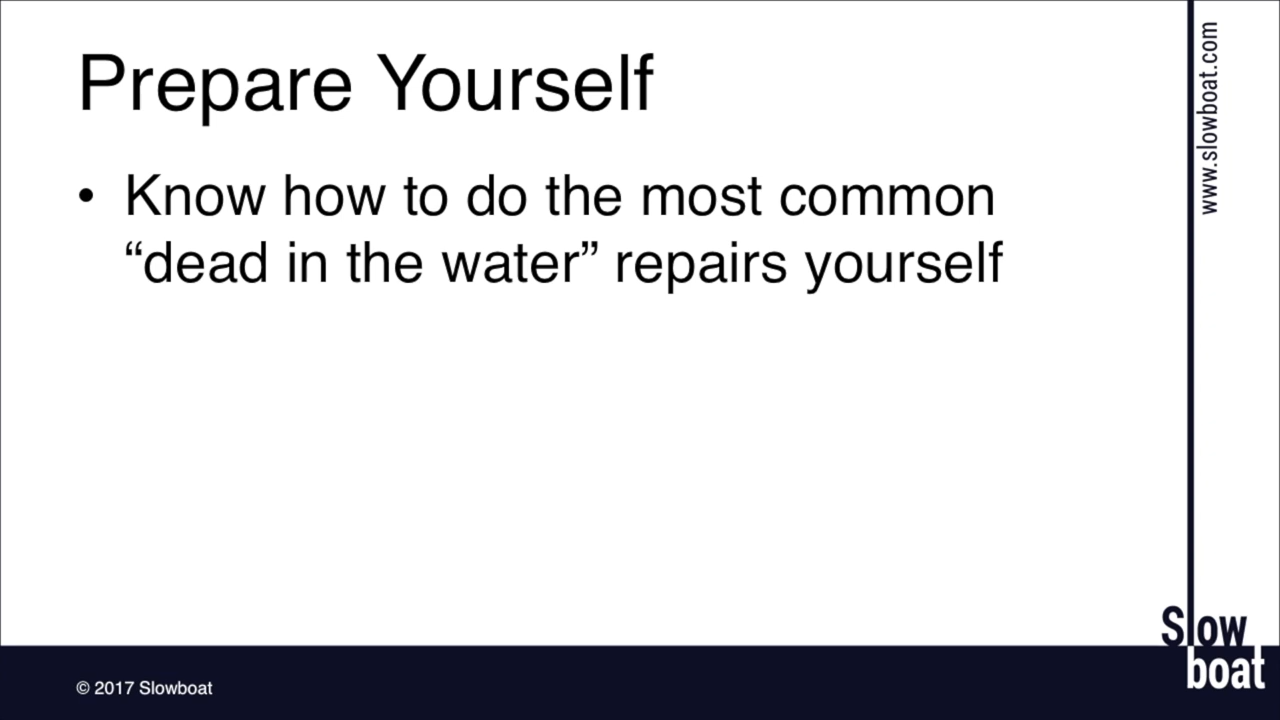 Prepare Yourself
• Know how to do the most common
“dead in the water” repairs yourself
www.slowboat.com
Slow
boat
© 2017 Slowboat